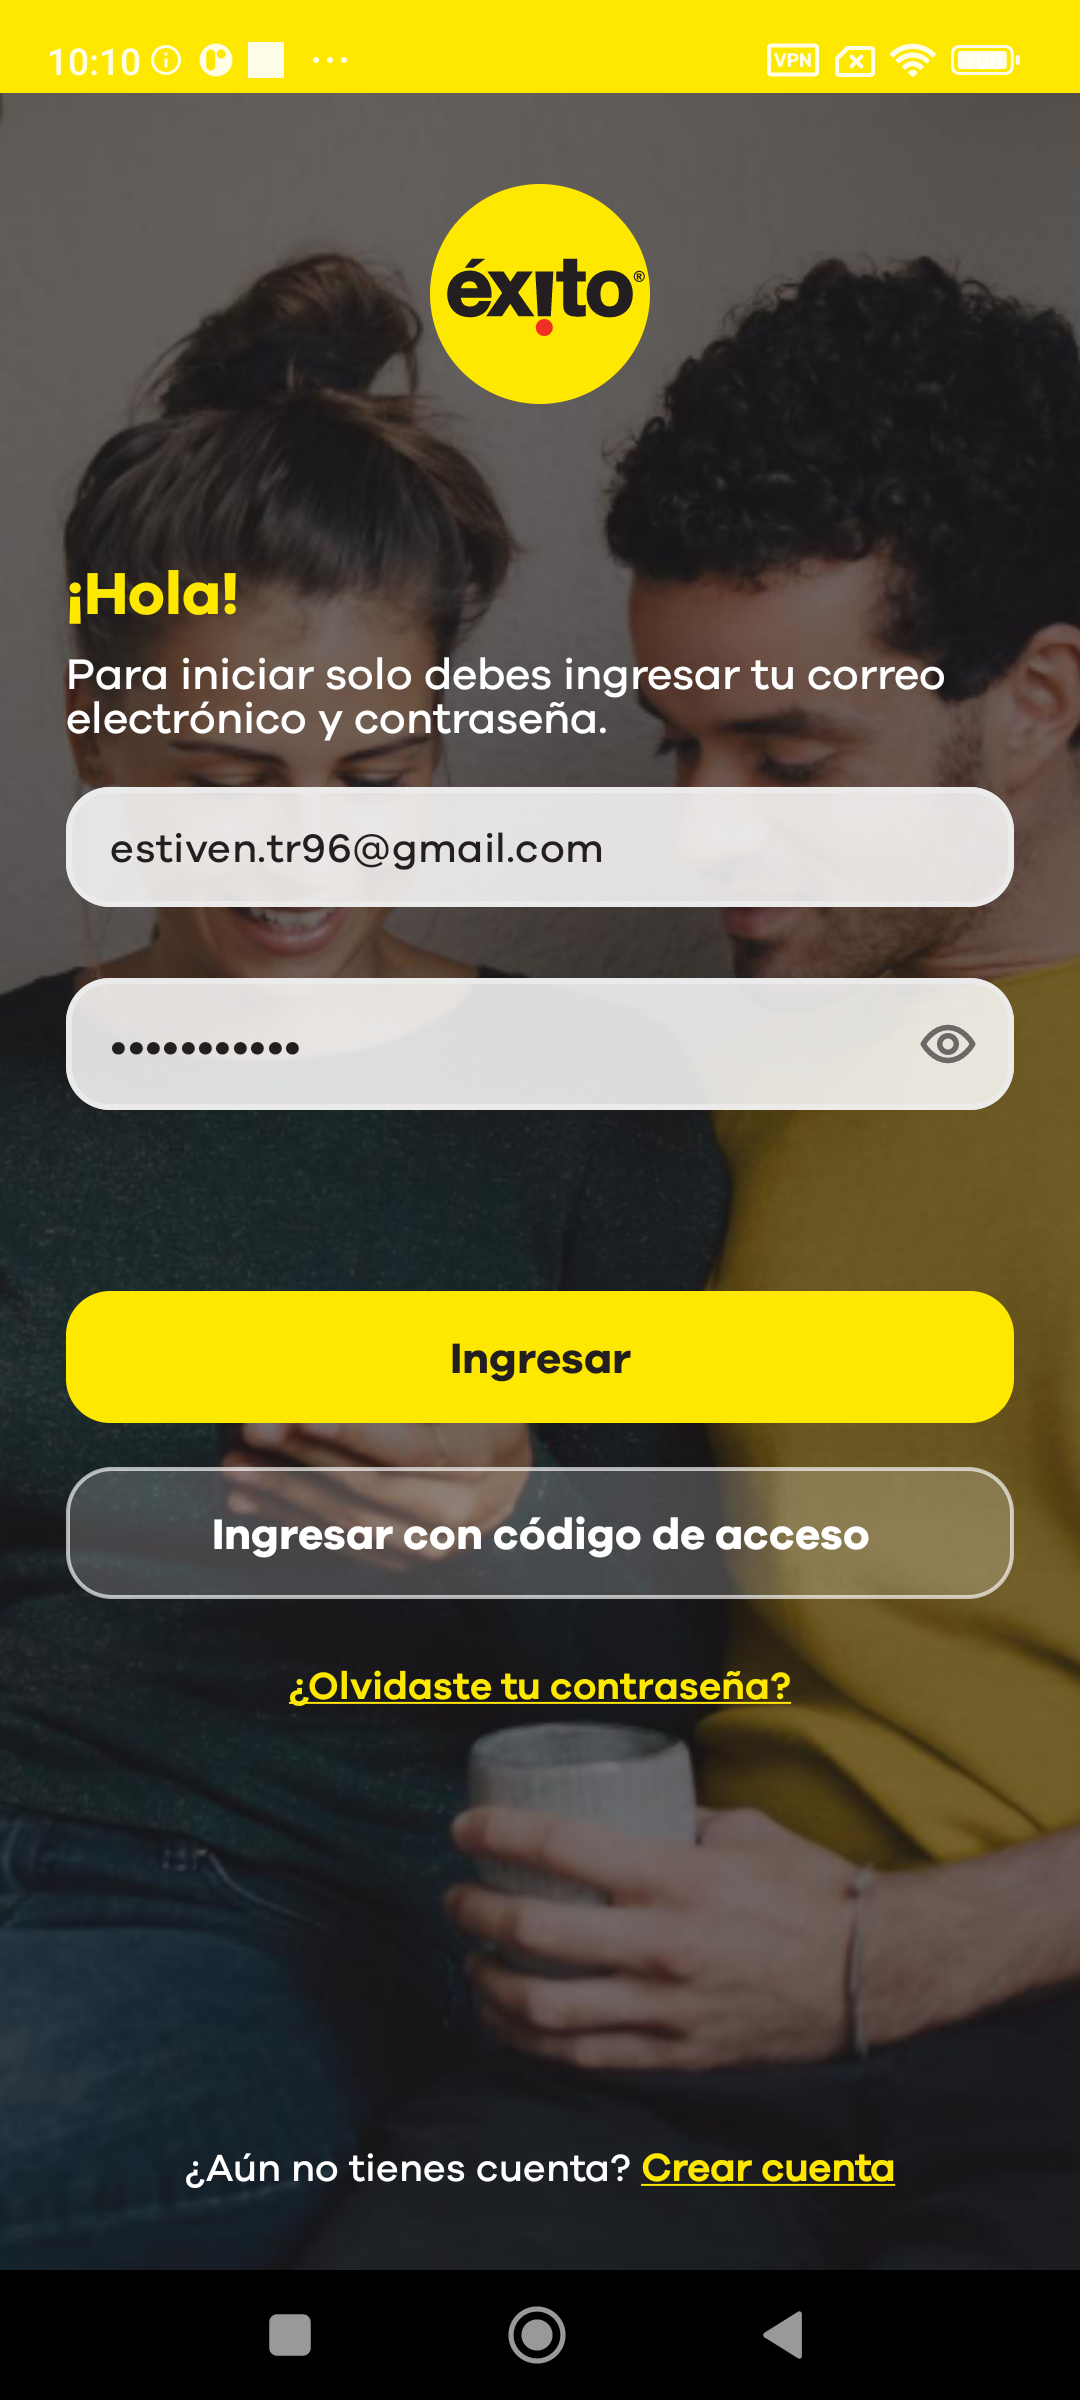 10:10
VPN
éxito®
¡Hola!
Para iniciar solo debes ingresar tu correo
electrónico y contraseña.
estiven.tr96@gmail.com
•••••••••••
Ingresar
Ingresar con código de acceso
¿Olvidaste tu contraseña?
¿Aún no tienes cuenta? Crear cuenta